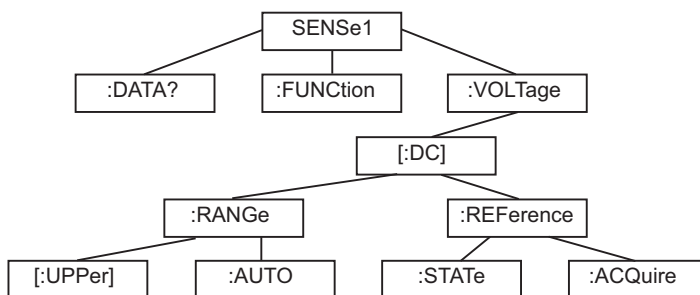 SENSe1
:DATA?
:FUNCtion
:VOLTage
[:DC]
:RANGe
:REFerence
[:UPPer]
:AUTO
:STATe
:ACQuire